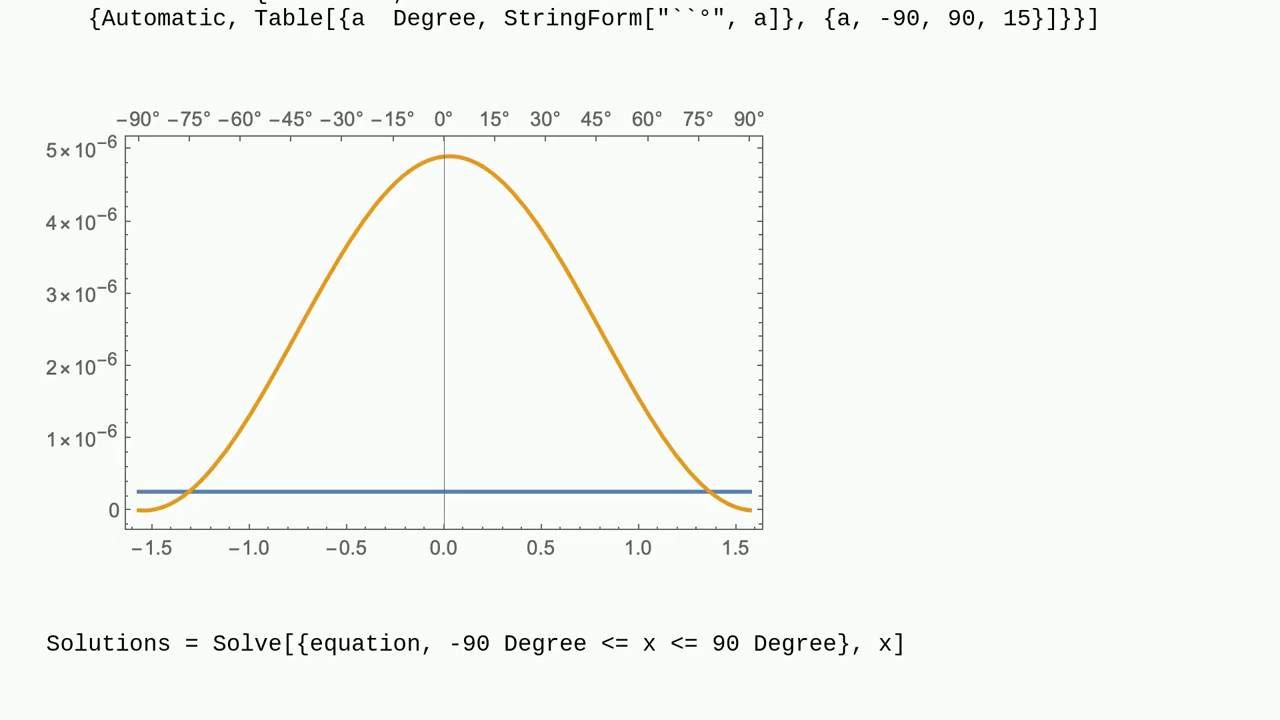 {Automatic, Table[{a  Degree, StringForm["``°", a]}, {a, -90, 90, 15}]}}]
−90° −75° −60° −45° −30° −15° 0° 15° 30° 45° 60° 75° 90°
5×10⁻⁶
4×10⁻⁶
3×10⁻⁶
2×10⁻⁶
1×10⁻⁶
0
−1.5 −1.0 −0.5 0.0 0.5 1.0 1.5
Solutions = Solve[{equation, -90 Degree <= x <= 90 Degree}, x]